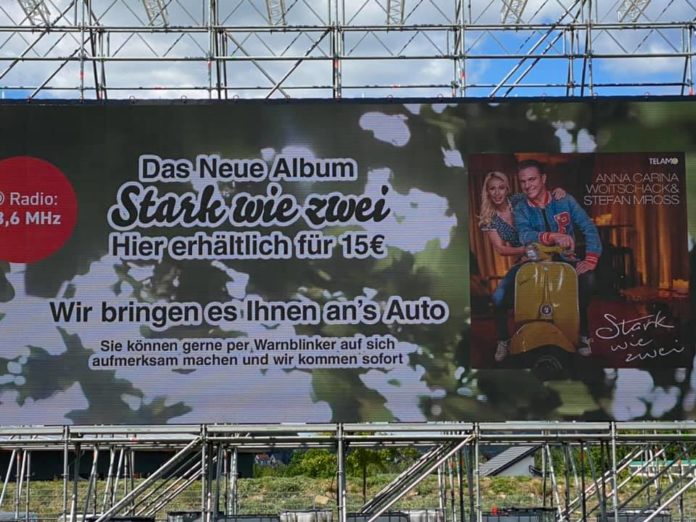 Radio:
3,6 MHz
Das Neue Album
Stark wie zwei
Hier erhältlich für 15€
Wir bringen es Ihnen an's Auto
Sie können gerne per Warnblinker auf sich
aufmerksam machen und wir kommen sofort
TELAMO
ANNA CARINA
WOITSCHACK &
STEFAN MROSS
Stark
wie
zwei